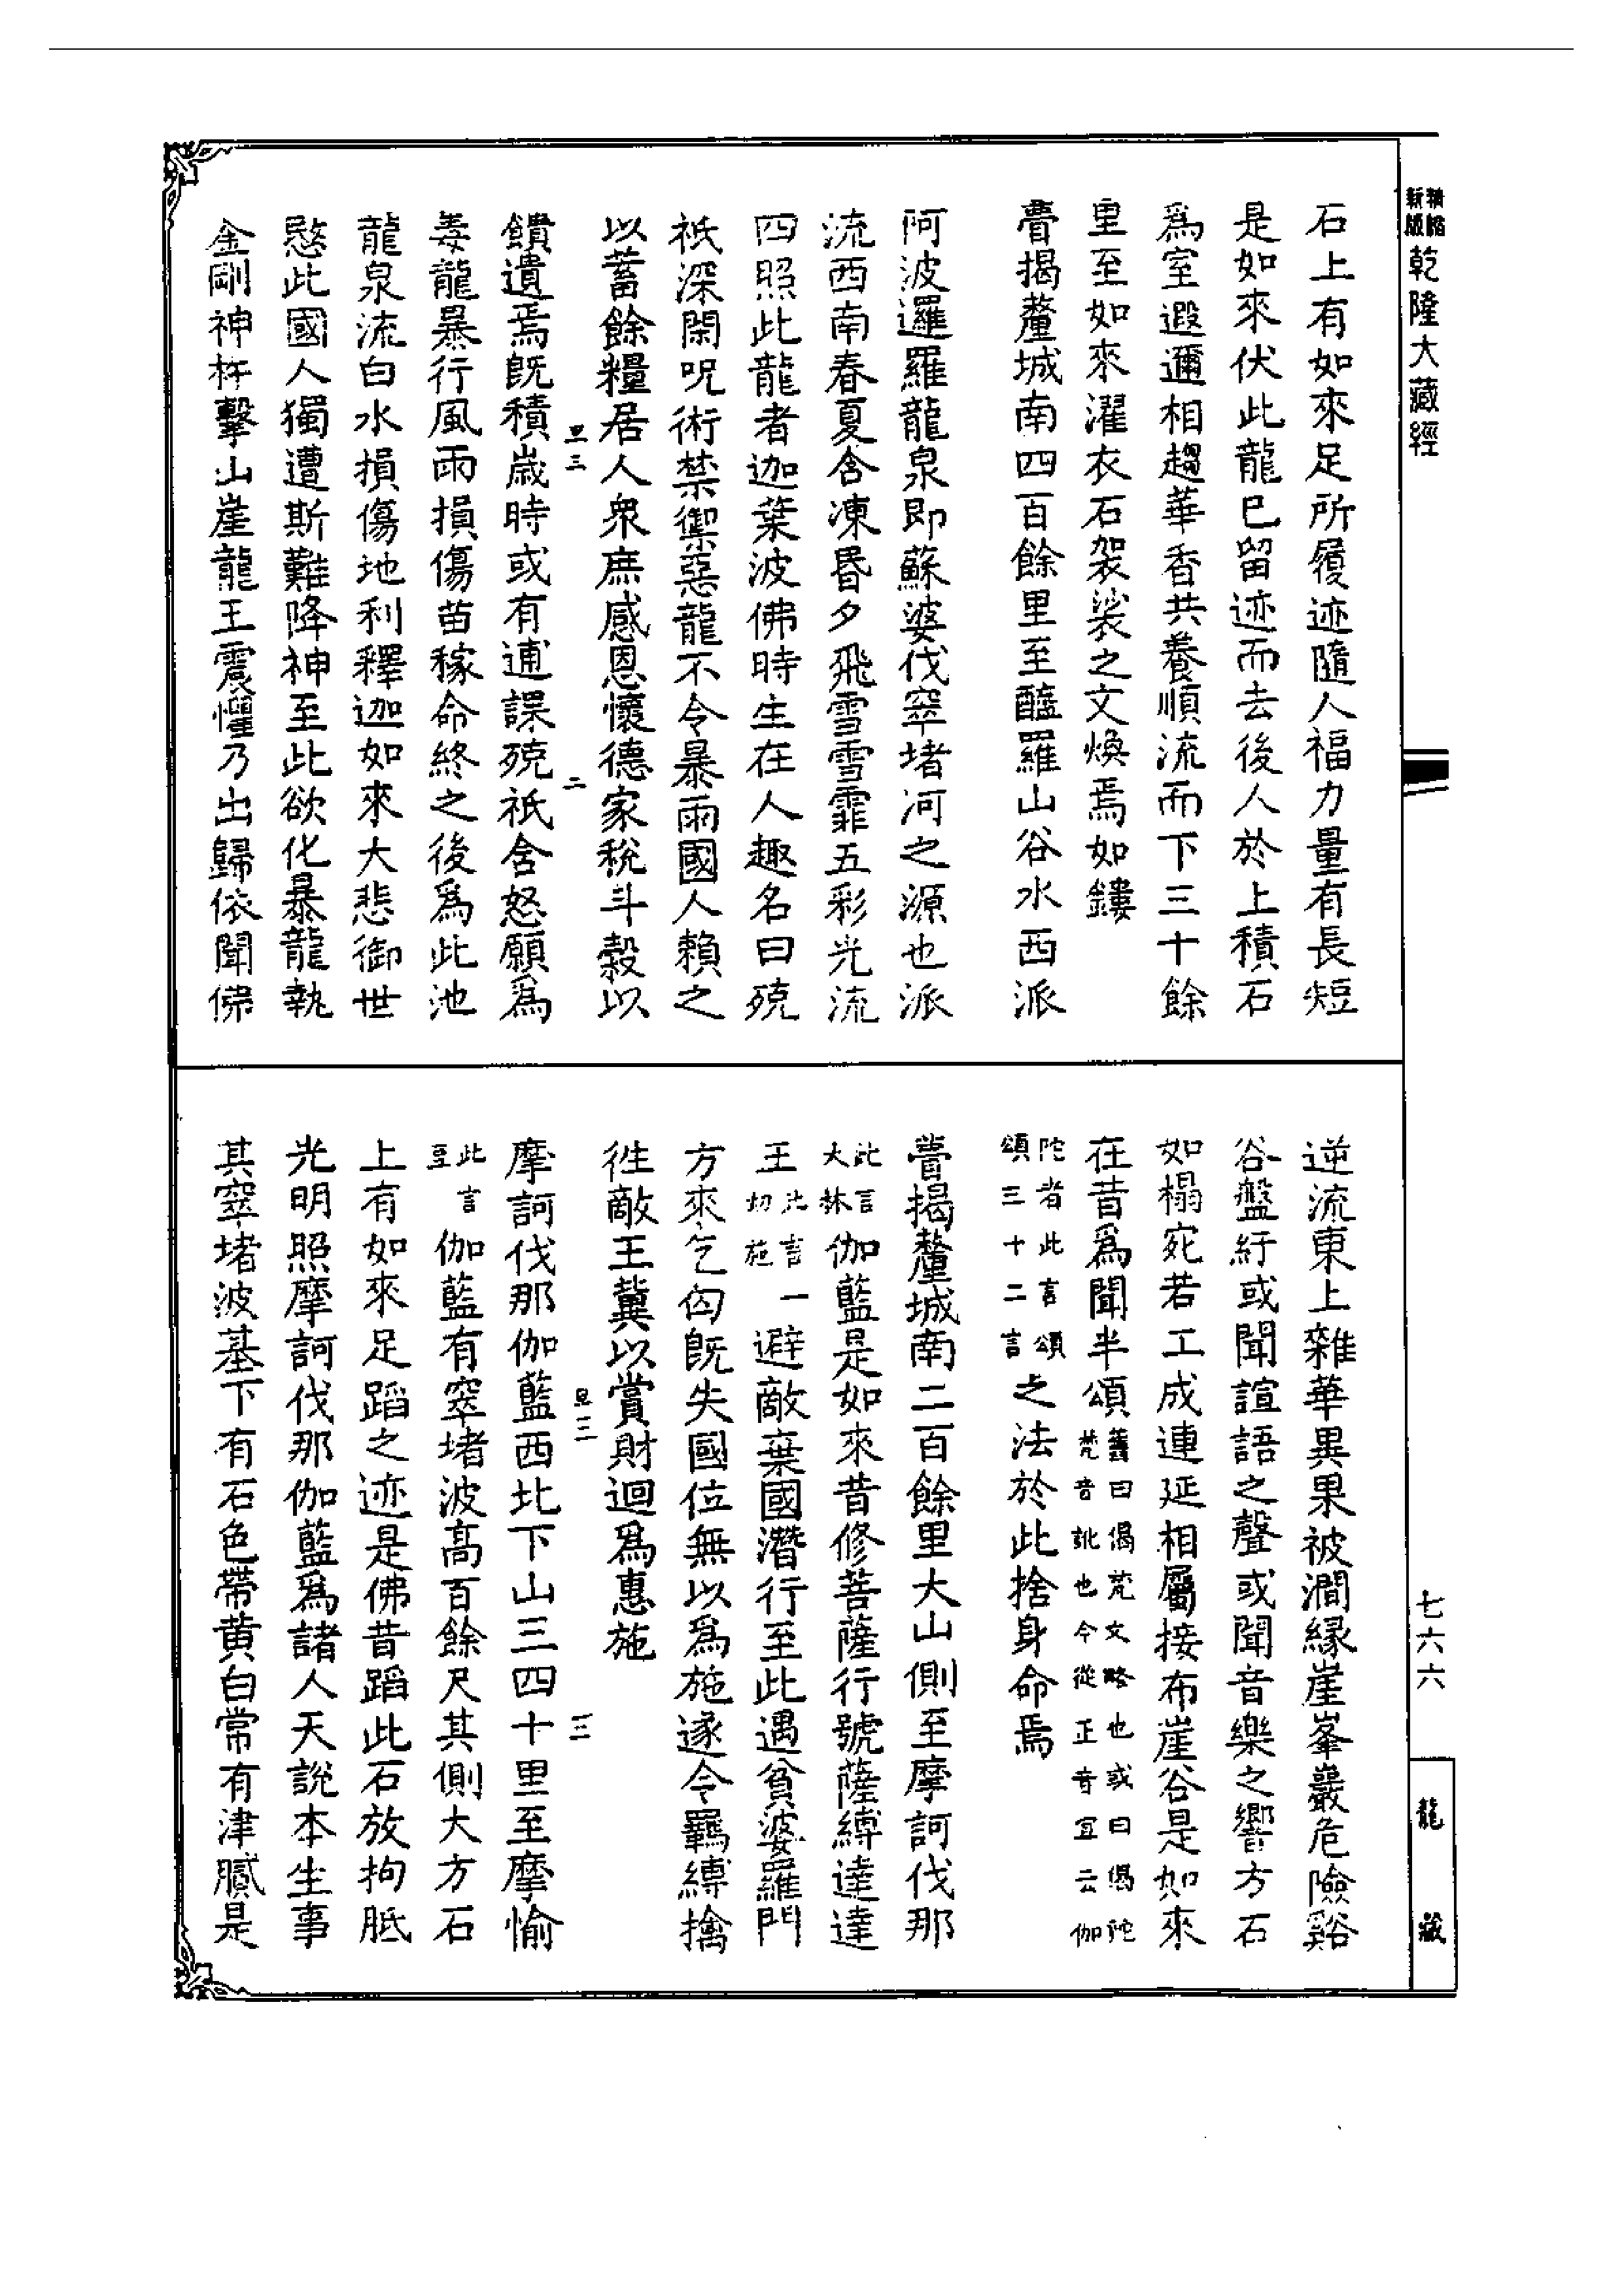 新版 精縮 乾隆大藏經
石上有如來足所履迹隨人福力量有長短
是如來伏此龍已留迹而去後人於上積石
為室遐邇相趨華香共養順流而下三十餘
里至如來濯衣石袈裟之文煥焉如鏤
瞢揭釐城南四百餘里至醯羅山谷水西派
阿波邏羅龍泉即蘇婆伐窣堵河之源也派
流西南春夏含凍昏夕飛雪雪霏五彩光流
四照此龍者迦葉波佛時生在人趣名曰殑
祇深閑呪術禁禦惡龍不令暴雨國人賴之
以蓄餘糧居人衆庶感恩懷德家稅斗穀以
饋遺焉既積歲時或有逋課殑祇含怒願為
毒龍暴行風雨損傷苗稼命終之後為此池
龍泉流白水損傷地利釋迦如來大悲御世
愍此國人獨遭斯難降神至此欲化暴龍執
金剛神杵擊山崖龍王震懼乃出歸依聞佛
逆流東上雜華異果被澗緣崖峯巖危險谿
谷盤紆或聞諠語之聲或聞音樂之響方石
如榻宛若工成連延相屬接布崖谷是如來
在昔為聞半頌舊曰偈梵文略也或曰偈陀梵音訛也今從正音宜云伽
陀者此言頌頌三十二言之法於此捨身命焉
瞢揭釐城南二百餘里大山側至摩訶伐那
此言大林伽藍是如來昔修菩薩行號薩縛達達
王此言切施一避敵棄國潛行至此遇貧婆羅門
方來乞匃既失國位無以為施遂令羈縛擒
徃敵王冀以賞財迴為惠施
摩訶伐那伽藍西北下山三四十里至摩愉
此言豆伽藍有窣堵波高百餘尺其側大方石
上有如來足蹈之迹是佛昔蹈此石放拘胝
光明照摩訶伐那伽藍為諸人天說本生事
其窣堵波基下有石色帶黃白常有津膩是
七六六
龍藏